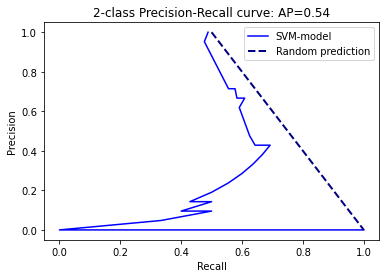 2-class Precision-Recall curve: AP=0.54
SVM-model
Random prediction
Precision
1.0
0.8
0.6
0.4
0.2
0.0
0.0 0.2 0.4 0.6 0.8 1.0
Recall